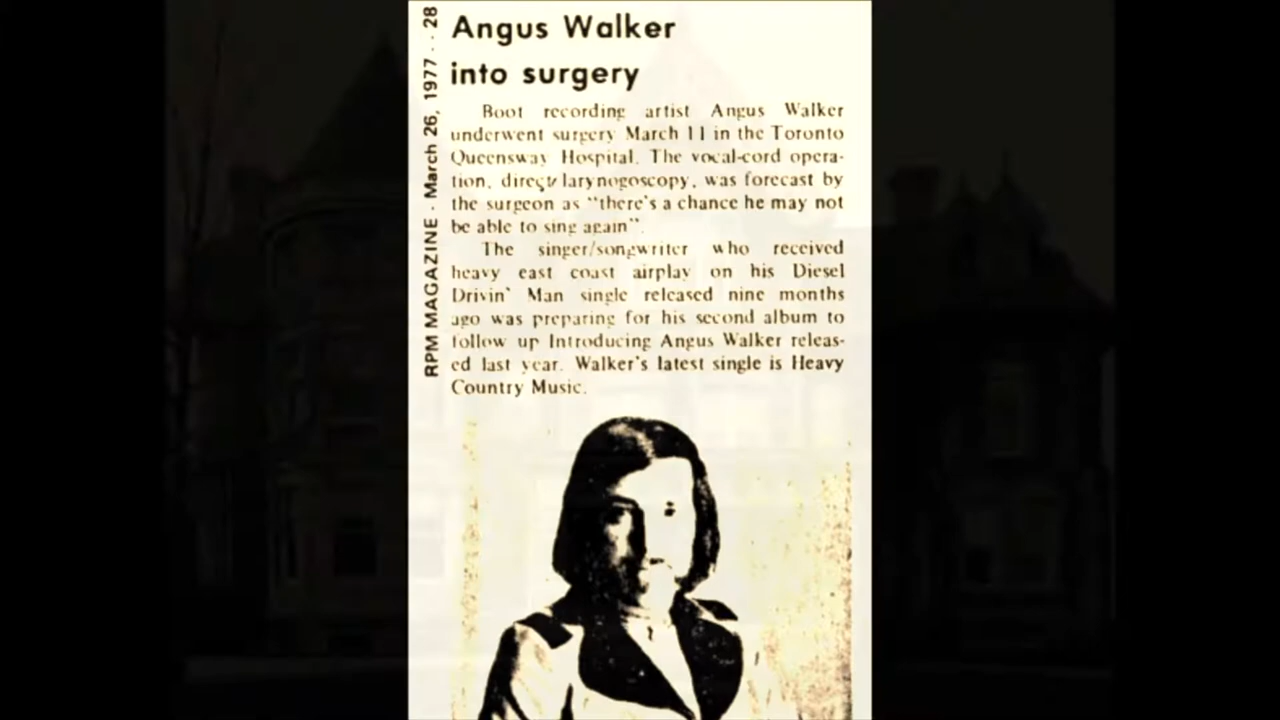 RPM MAGAZINE - March 26, 1977 - - 28
Angus Walker
into surgery
Boot recording artist Angus Walker
underwent surgery March 11 in the Toronto
Queensway Hospital. The vocal-cord opera-
tion, direct larynogoscopy, was forecast by
the surgeon as "there's a chance he may not
be able to sing again".
The singer/songwriter who received
heavy east coast airplay on his Diesel
Drivin' Man single released nine months
ago was preparing for his second album to
follow up Introducing Angus Walker releas-
ed last year. Walker's latest single is Heavy
Country Music.